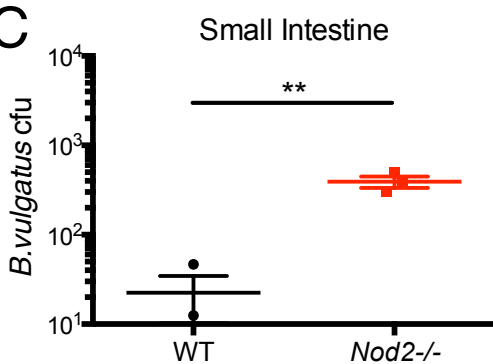 C
Small Intestine
B.vulgatus cfu
10⁴
10³
10²
10¹
**
WT
Nod2-/-